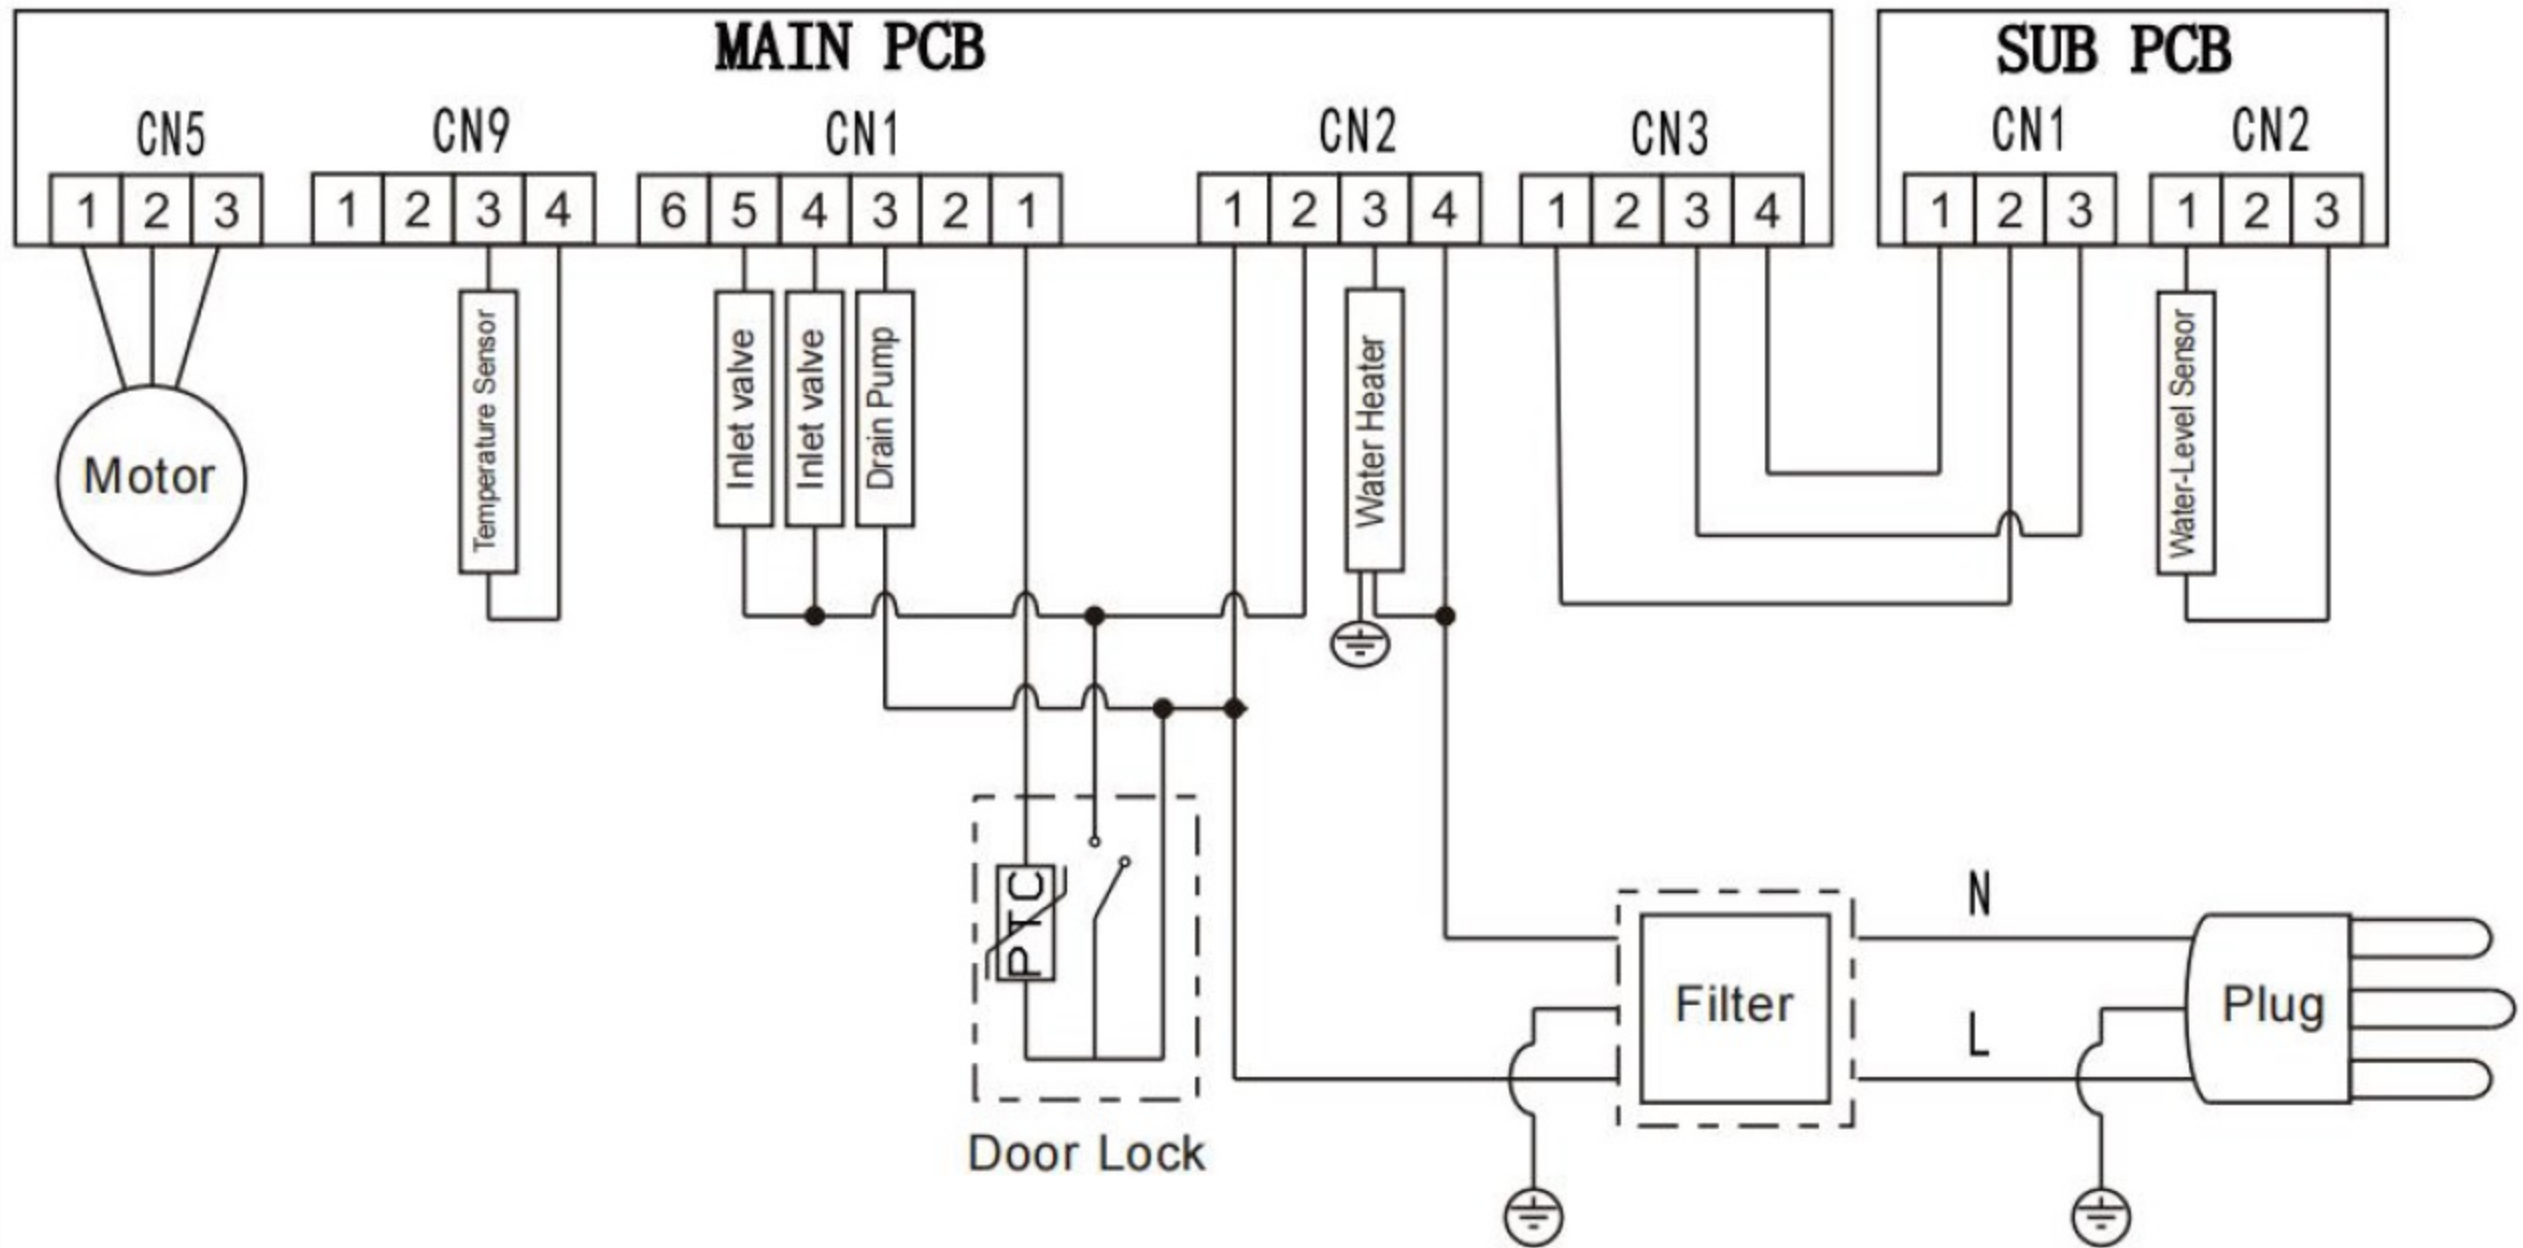 MAIN PCB
SUB PCB
CN5
CN9
CN1
CN2
CN3
CN1
CN2
1 2 3
1 2 3 4
6 5 4 3 2 1
1 2 3 4
1 2 3 4
1 2 3
1 2 3
Motor
Temperature Sensor
Inlet valve
Inlet valve
Drain Pump
Water Heater
Water-Level Sensor
PTC
Door Lock
Filter
N
L
Plug